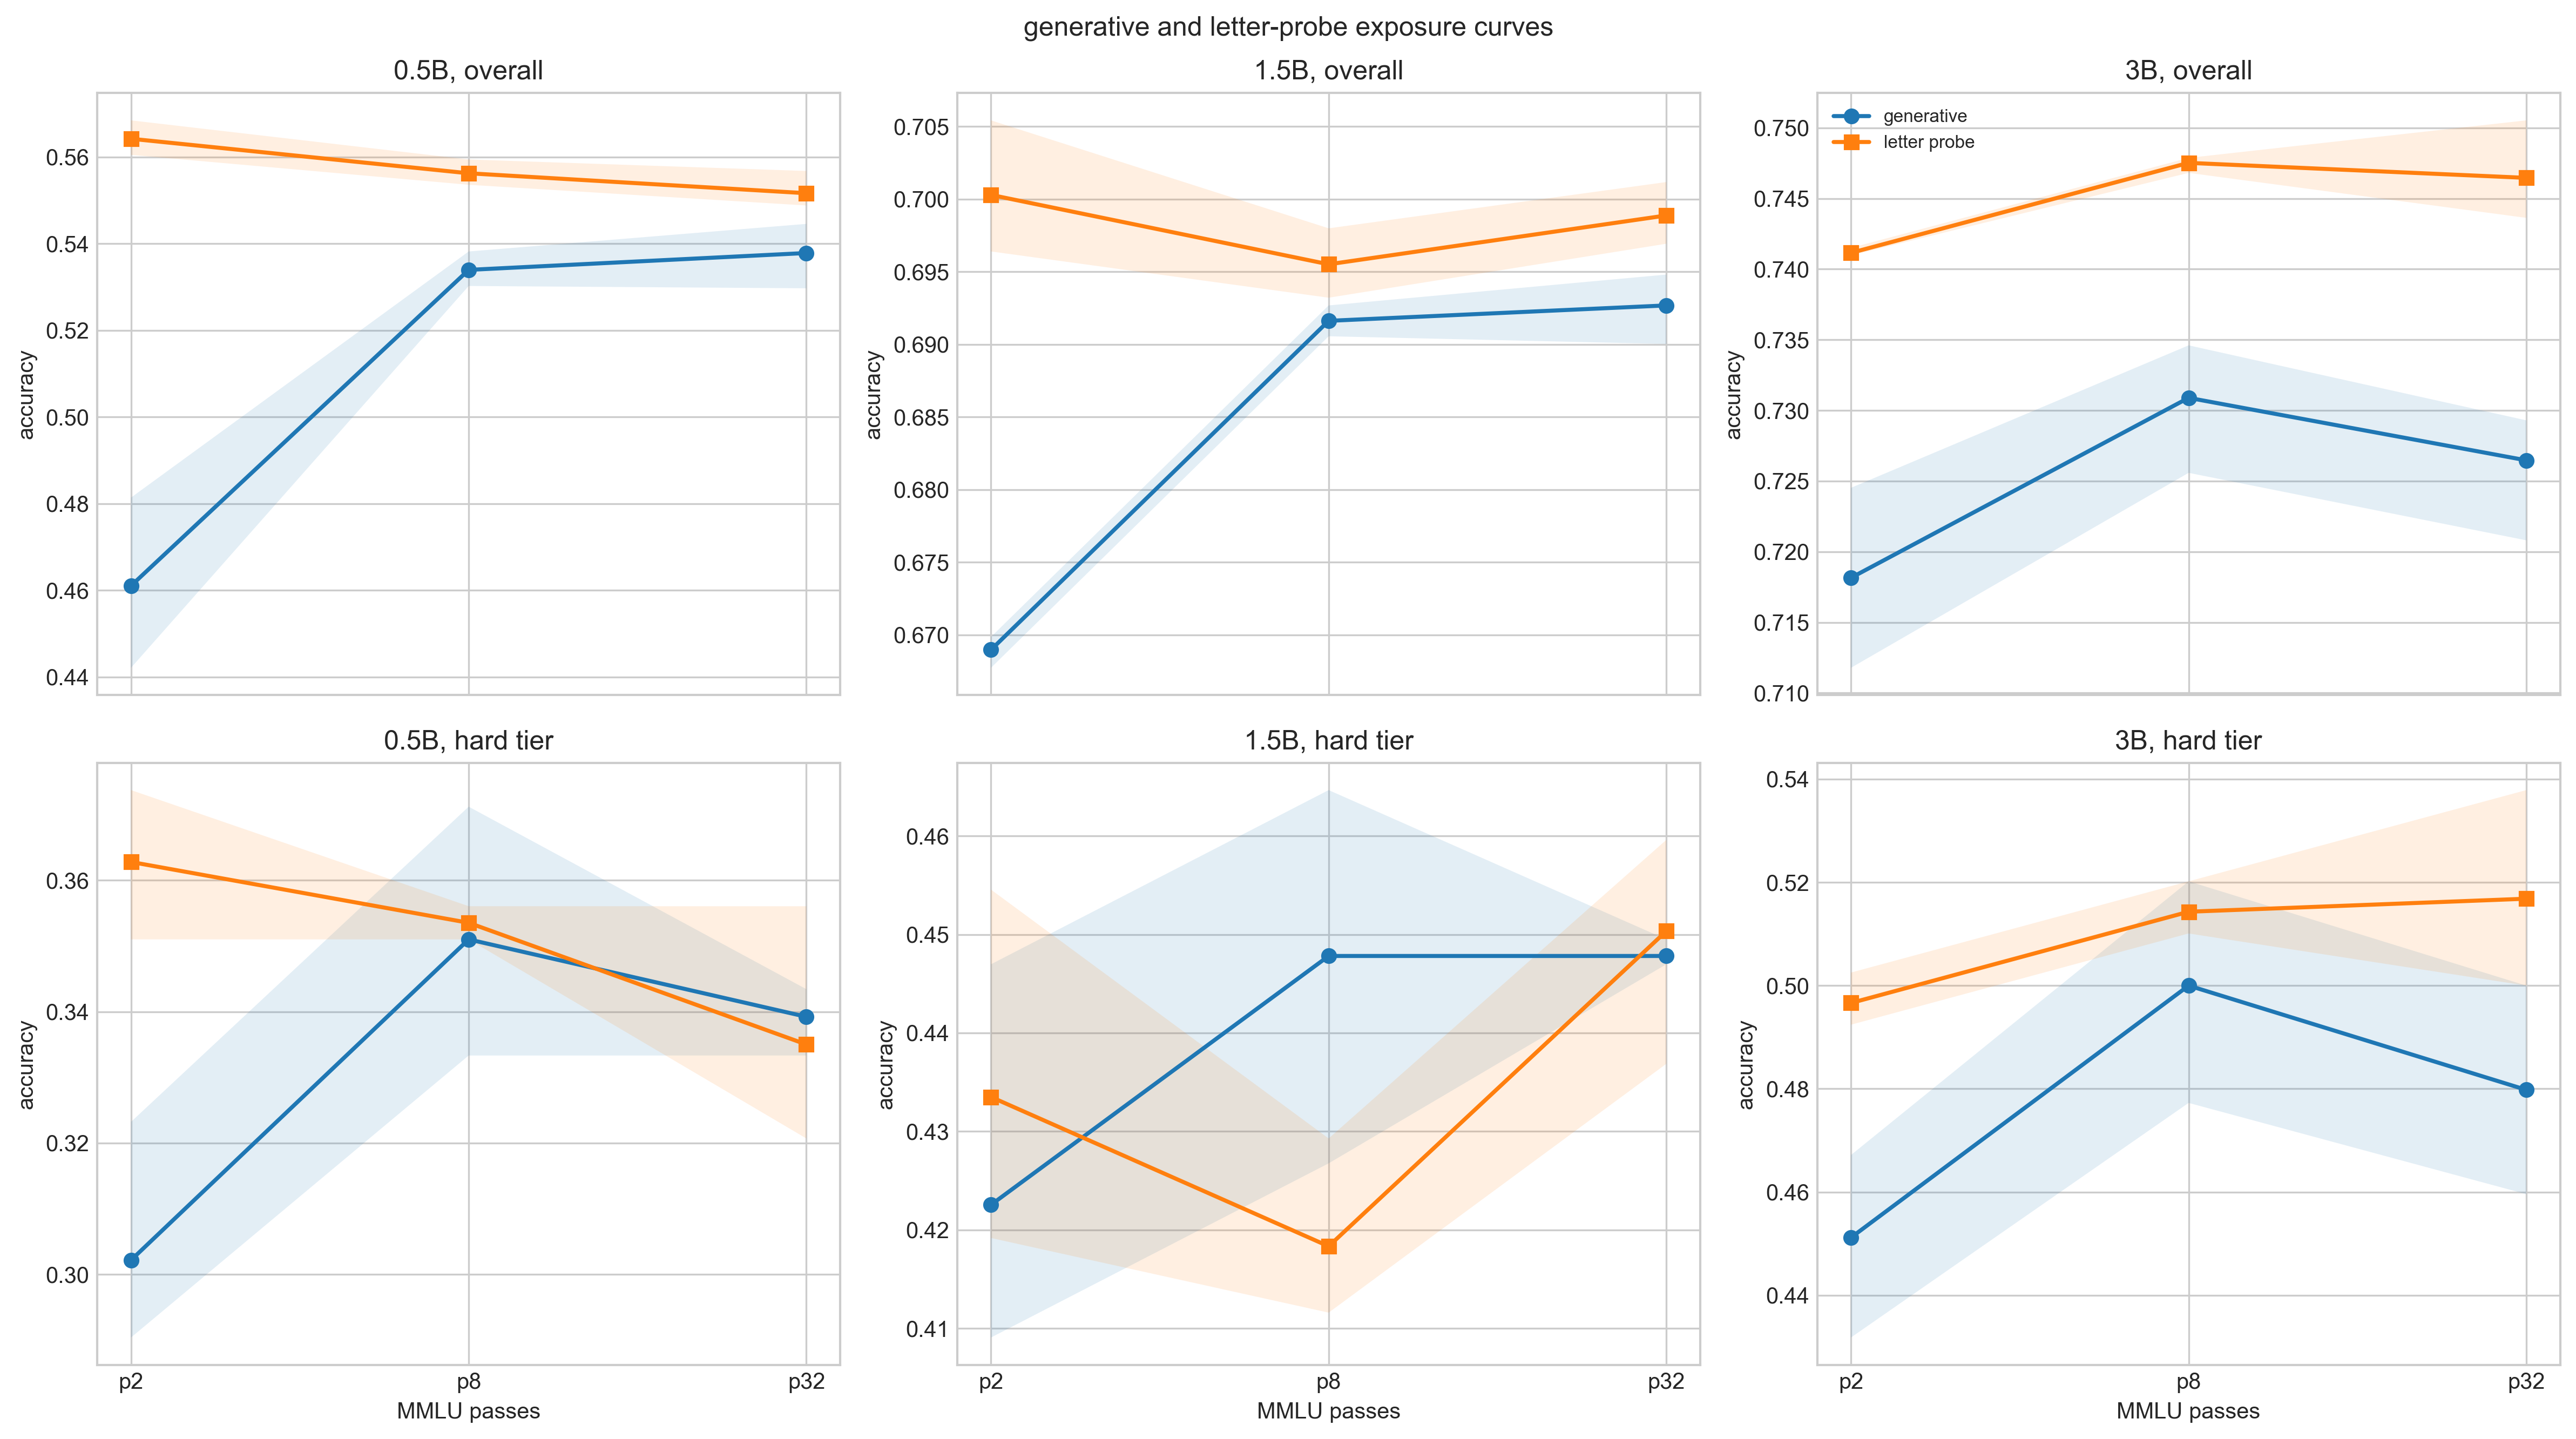 generative and letter-probe exposure curves
0.5B, overall
1.5B, overall
3B, overall
accuracy
0.56
0.54
0.52
0.50
0.48
0.46
0.44
accuracy
0.705
0.700
0.695
0.690
0.685
0.680
0.675
0.670
accuracy
0.750
0.745
0.740
0.735
0.730
0.725
0.720
0.715
0.710
generative
letter probe
0.5B, hard tier
1.5B, hard tier
3B, hard tier
accuracy
0.36
0.34
0.32
0.30
p2
p8
p32
MMLU passes
accuracy
0.46
0.45
0.44
0.43
0.42
0.41
p2
p8
p32
MMLU passes
accuracy
0.54
0.52
0.50
0.48
0.46
0.44
p2
p8
p32
MMLU passes